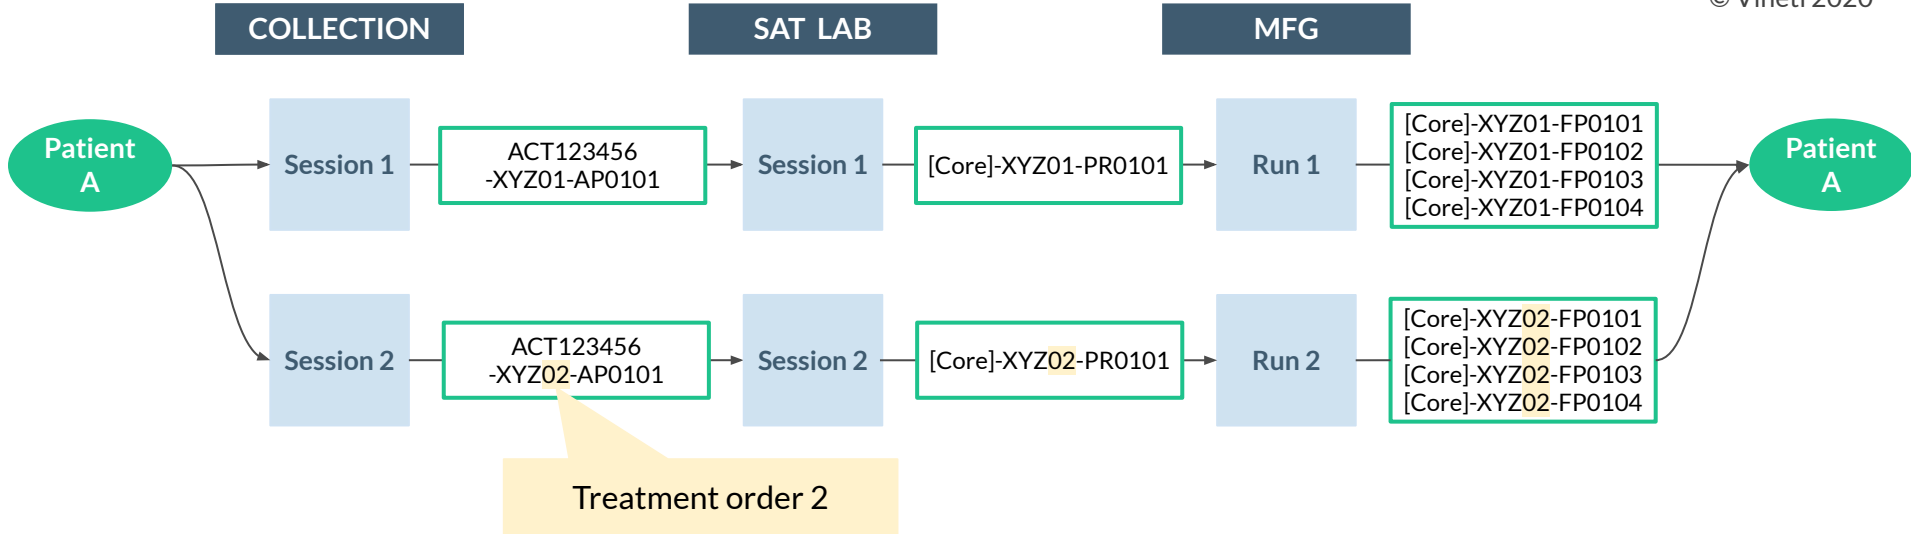 © Vineti 2020
COLLECTION
SAT LAB
MFG
Patient
A
Session 1
ACT123456
-XYZ01-AP0101
Session 1
[Core]-XYZ01-PR0101
Run 1
[Core]-XYZ01-FP0101
[Core]-XYZ01-FP0102
[Core]-XYZ01-FP0103
[Core]-XYZ01-FP0104
Patient
A
Session 2
ACT123456
-XYZ02-AP0101
Session 2
[Core]-XYZ02-PR0101
Run 2
[Core]-XYZ02-FP0101
[Core]-XYZ02-FP0102
[Core]-XYZ02-FP0103
[Core]-XYZ02-FP0104
Treatment order 2